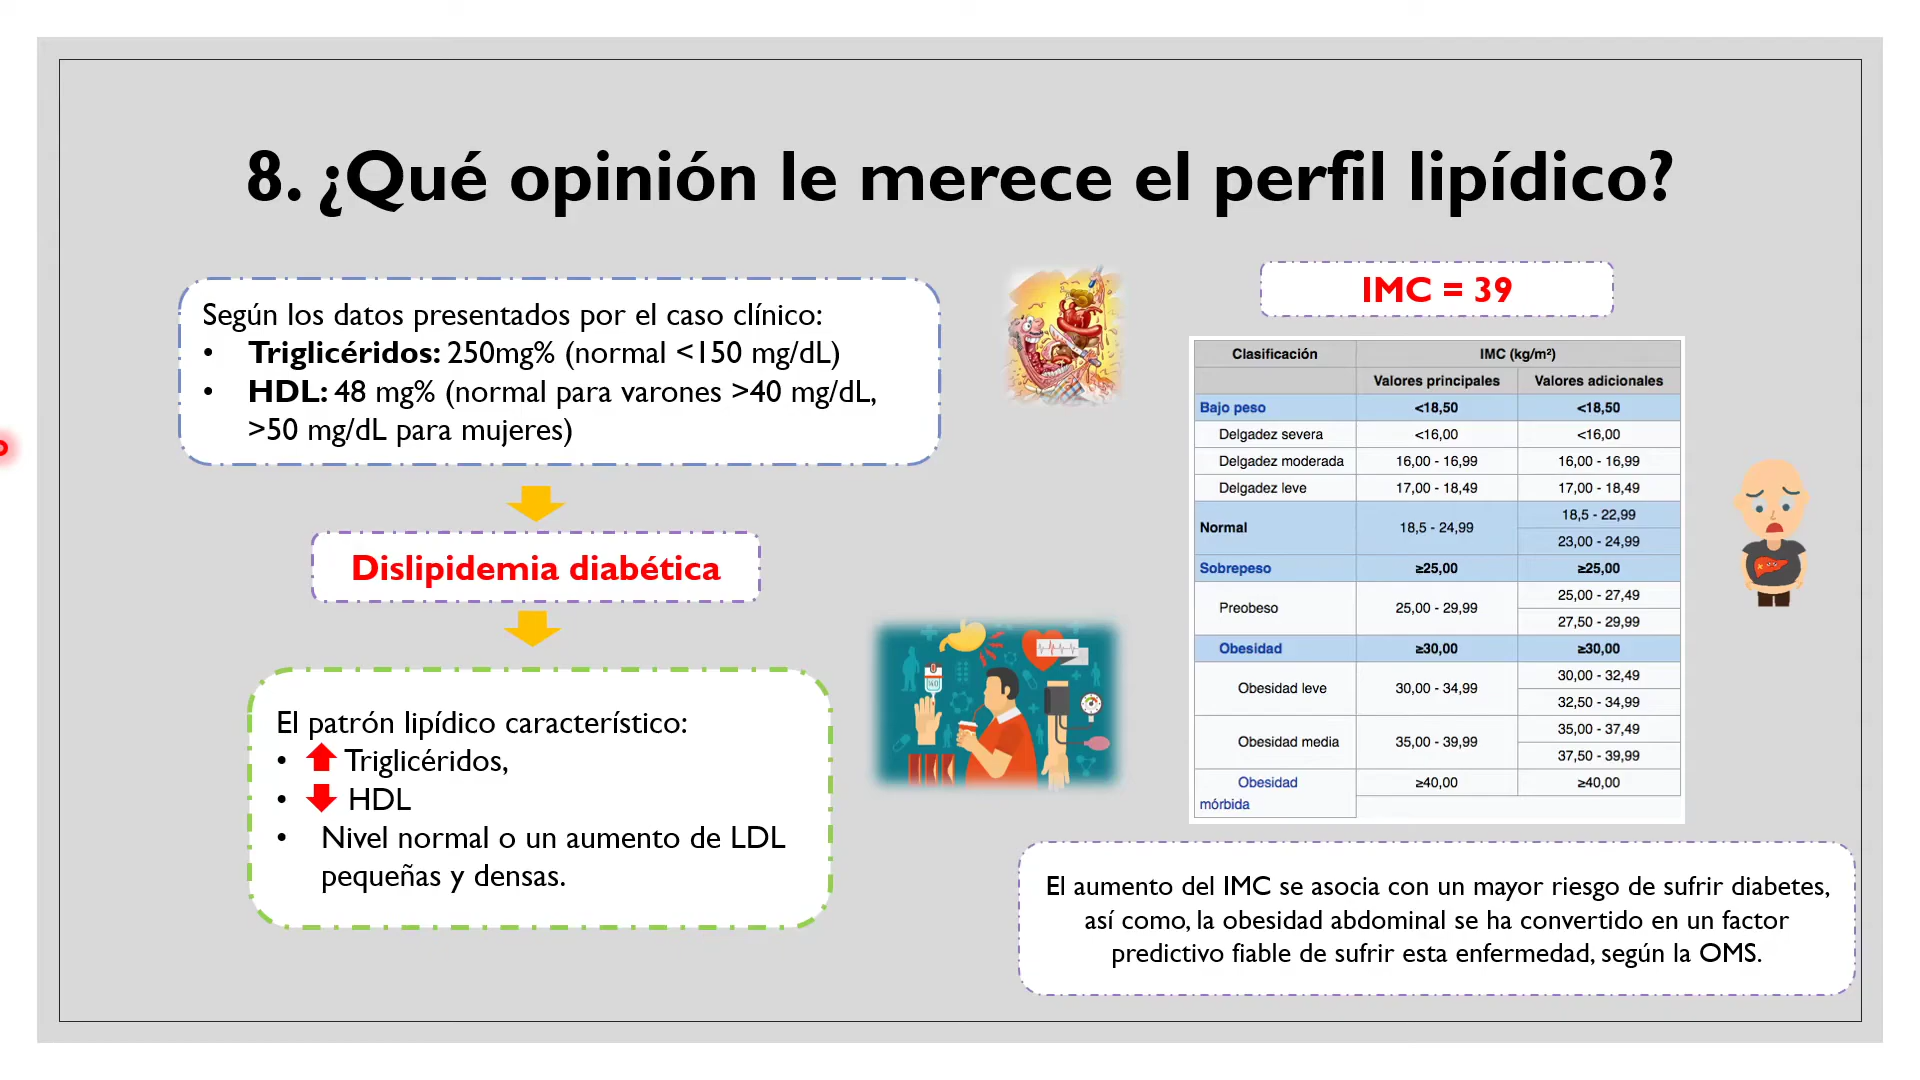 8. ¿Qué opinión le merece el perfil lipídico?
Según los datos presentados por el caso clínico:
• Triglicéridos: 250mg% (normal <150 mg/dL)
• HDL: 48 mg% (normal para varones >40 mg/dL,
>50 mg/dL para mujeres)
Dislipidemia diabética
El patrón lipídico característico:
• Triglicéridos,
• HDL
• Nivel normal o un aumento de LDL
pequeñas y densas.
IMC = 39
Clasificación IMC (kg/m²)
Valores principales Valores adicionales
Bajo peso <18,50 <18,50
Delgadez severa <16,00 <16,00
Delgadez moderada 16,00 - 16,99 16,00 - 16,99
Delgadez leve 17,00 - 18,49 17,00 - 18,49
Normal 18,5 - 24,99 18,5 - 22,99
23,00 - 24,99
Sobrepeso ≥25,00 ≥25,00
Preobeso 25,00 - 29,99 25,00 - 27,49
27,50 - 29,99
Obesidad ≥30,00 ≥30,00
Obesidad leve 30,00 - 34,99 30,00 - 32,49
32,50 - 34,99
Obesidad media 35,00 - 39,99 35,00 - 37,49
37,50 - 39,99
Obesidad ≥40,00 ≥40,00
mórbida
El aumento del IMC se asocia con un mayor riesgo de sufrir diabetes,
así como, la obesidad abdominal se ha convertido en un factor
predictivo fiable de sufrir esta enfermedad, según la OMS.